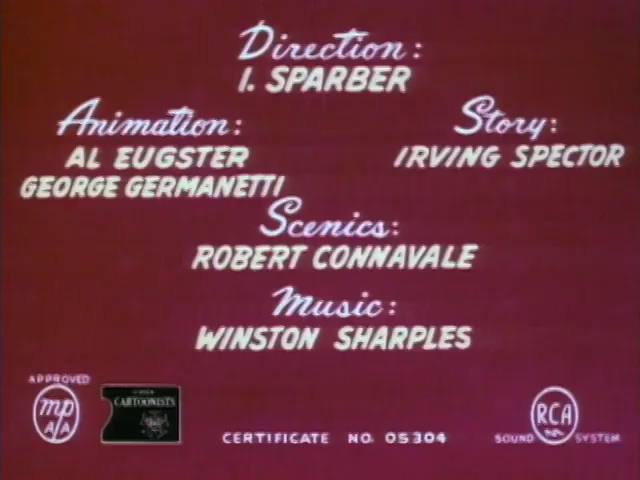 Direction:
I. SPARBER
Animation:
AL EUGSTER
GEORGE GERMANETTI
Story:
IRVING SPECTOR
Scenics:
ROBERT CONNAVALE
Music:
WINSTON SHARPLES
APPROVED
MP
AA
CARTOONISTS
CERTIFICATE NO. 05304
RCA
SOUND SYSTEM